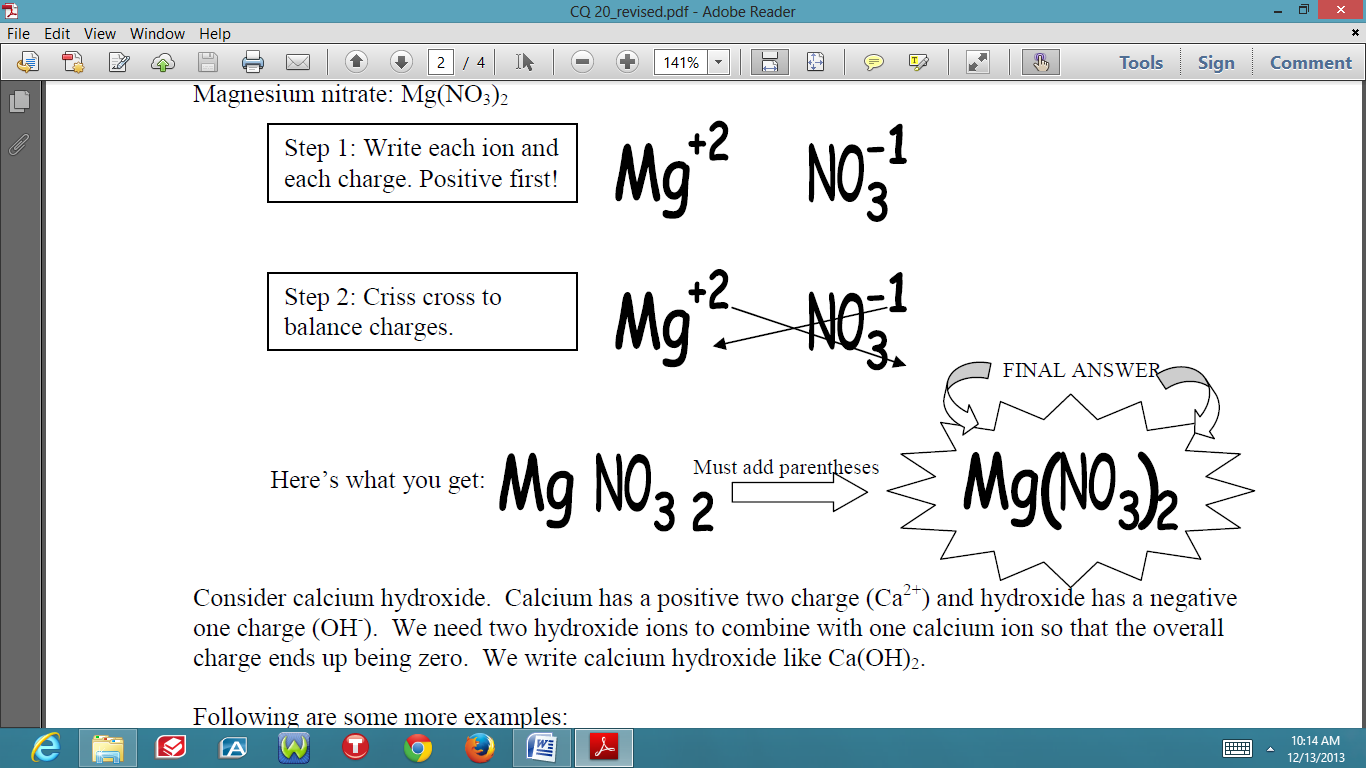 CQ 20_revised.pdf - Adobe Reader
File Edit View Window Help
2 / 4 141% Tools Sign Comment
Magnesium nitrate: Mg(NO₃)₂
Step 1: Write each ion and
each charge. Positive first!
Mg⁺² NO₃⁻¹
Step 2: Criss cross to
balance charges.
Mg⁺² NO₃⁻¹
FINAL ANSWER
Here’s what you get: Mg NO₃ ₂ Must add parentheses Mg(NO₃)₂
Consider calcium hydroxide. Calcium has a positive two charge (Ca²⁺) and hydroxide has a negative
one charge (OH⁻). We need two hydroxide ions to combine with one calcium ion so that the overall
charge ends up being zero. We write calcium hydroxide like Ca(OH)₂.
Following are some more examples:
10:14 AM
12/13/2013